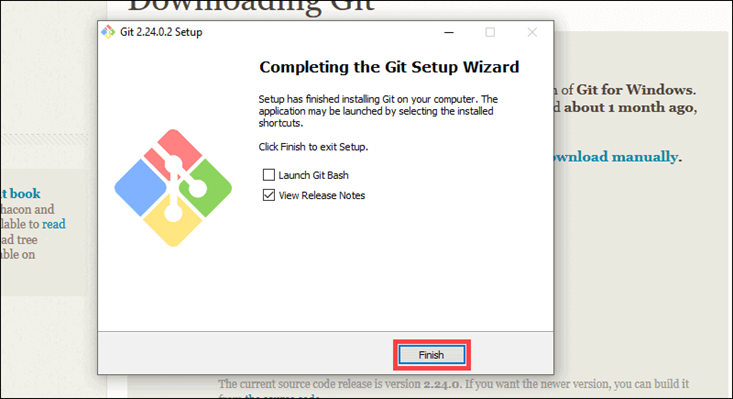 Downloading Git
Git 2.24.0.2 Setup
Completing the Git Setup Wizard
Setup has finished installing Git on your computer. The
application may be launched by selecting the installed
shortcuts.
Click Finish to exit Setup.
Launch Git Bash
View Release Notes
Finish
of Git for Windows.
about 1 month ago,
ownload manually.
t book
hacon and
lable to read
ad tree
able on
The current source code release is version 2.24.0. If you want the newer version, you can build it
from the source code.